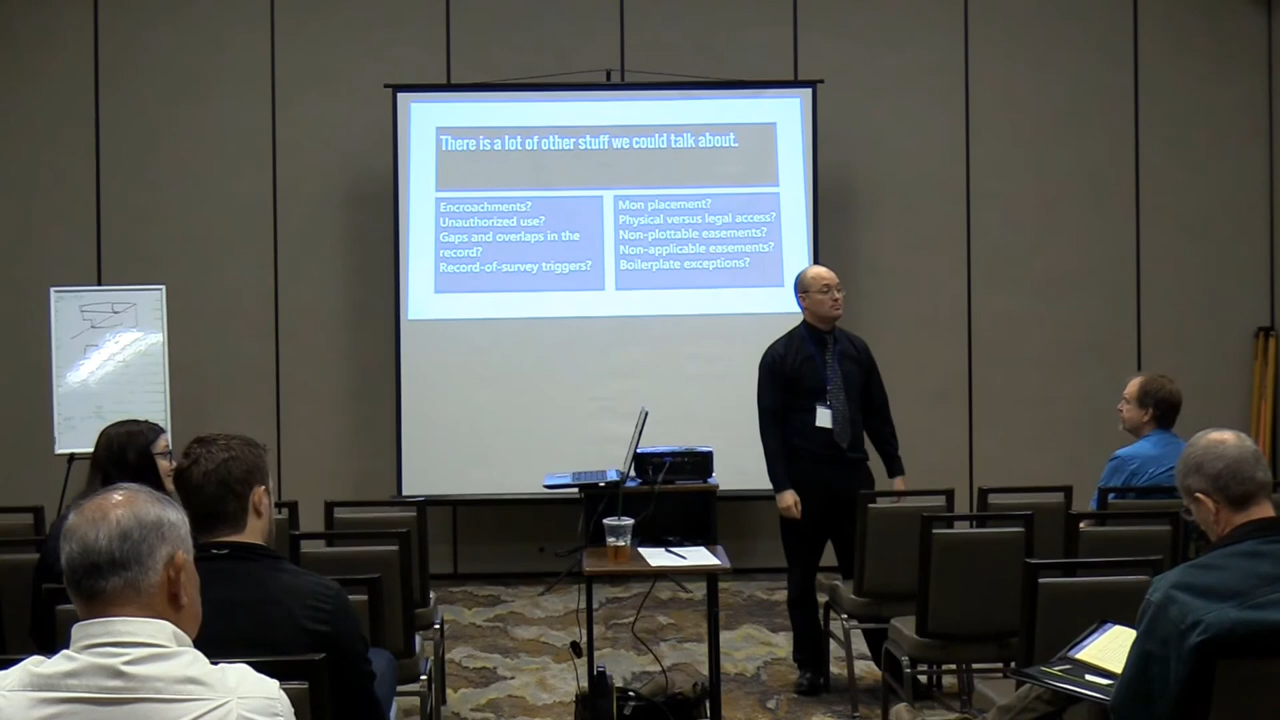 There is a lot of other stuff we could talk about.
Encroachments?
Unauthorized use?
Gaps and overlaps in the
record?
Record-of-survey triggers?
Mon placement?
Physical versus legal access?
Non-plottable easements?
Non-applicable easements?
Boilerplate exceptions?